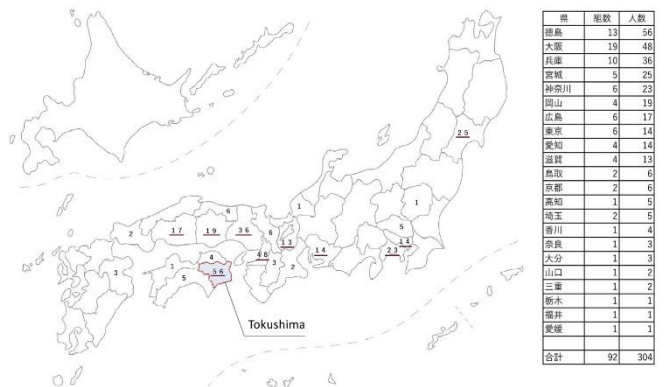 25
1
6
1
2
17
19
36
6
13
14
5
14
23
4
48
3
2
3
1
56
5
Tokushima
県 組数 人数
徳島 13 56
大阪 19 48
兵庫 10 36
宮城 5 25
神奈川 6 23
岡山 4 19
広島 6 17
東京 6 14
愛知 4 14
滋賀 4 13
鳥取 2 6
京都 2 6
高知 1 5
埼玉 2 5
香川 1 4
奈良 1 3
大分 1 3
山口 1 2
三重 1 2
栃木 1 1
福井 1 1
愛媛 1 1
合計 92 304